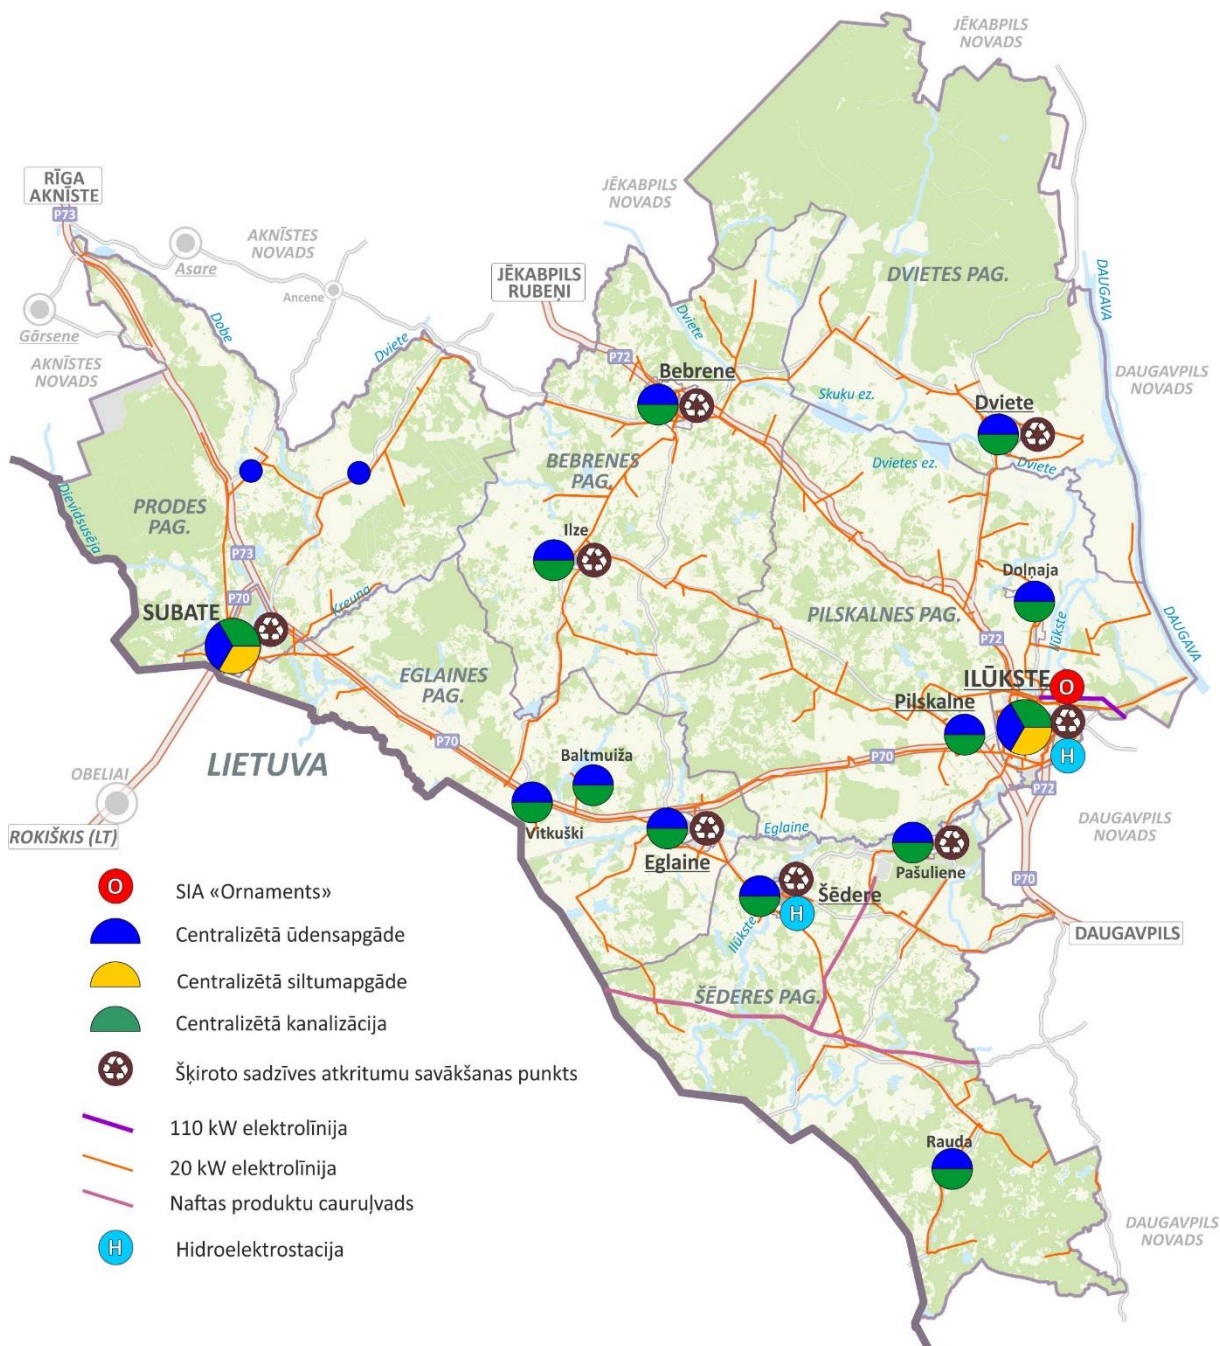 JĒKABPILS
NOVADS
RĪGA
AKNĪSTE
P73
JĒKABPILS
NOVADS
AKNĪSTES
NOVADS
Asare
JĒKABPILS
RUBEŅI
DVIETES PAG.
DAUGAVA
Ancene
Gārsene
Dobe
Dviete
Dviete
AKNĪSTES
NOVADS
P72
Bebrene
DAUGAVPILS
NOVADS
Skuķu ez.
Dviete
BEBRENES
PAG.
Dvietes ez.
Dviete
Dievidsusēja
PRODES
PAG.
Ilze
P73
Doļņaja
P70
SUBATE
Kreuna
PILSKALNES PAG.
P72
Ilūkste
DAUGAVA
EGLAINES
PAG.
ILŪKSTE
O
Pilskalne
P70
Baltmuiža
P70
H
LIETUVA
OBELIAI
P72
Vitkuški
Eglaine
DAUGAVPILS
NOVADS
ROKIŠKIS (LT)
Eglaine
Pašuliene
P70
O
SIA «Ornaments»
Šēdere
H
Centralizētā ūdensapgāde
Ilūkste
DAUGAVPILS
Centralizētā siltumapgāde
ŠĒDERES PAG.
Centralizētā kanalizācija
Šķiroto sadzīves atkritumu savākšanas punkts
110 kW elektrolīnija
Rauda
20 kW elektrolīnija
Naftas produktu cauruļvads
DAUGAVPILS
NOVADS
H
Hidroelektrostacija